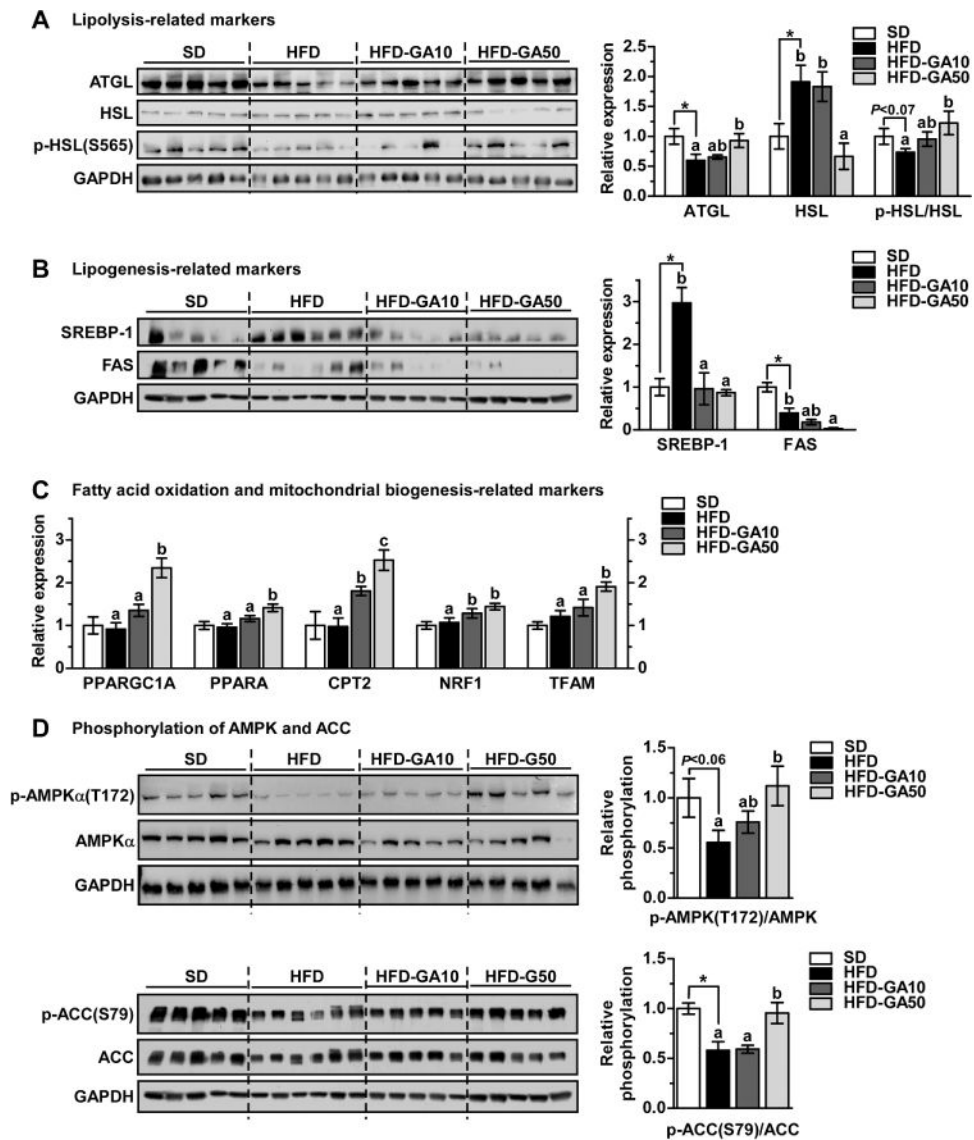 A Lipolysis-related markers
SD HFD HFD-GA10 HFD-GA50
ATGL
HSL
p-HSL(S565)
GAPDH
Relative expression
2.5
2.0
1.5
1.0
0.5
0.0
* a ab b
* b b a
P<0.07 a ab b
ATGL HSL p-HSL/HSL
SD
HFD
HFD-GA10
HFD-GA50
B Lipogenesis-related markers
SD HFD HFD-GA10 HFD-GA50
SREBP-1
FAS
GAPDH
Relative expression
3
2
1
0
* b a a
* b ab a
SREBP-1 FAS
SD
HFD
HFD-GA10
HFD-GA50
C Fatty acid oxidation and mitochondrial biogenesis-related markers
Relative expression
2
1
0
a a b
a a b
a b c
a b b
a a b
2
1
0
PPARGC1A PPARA CPT2 NRF1 TFAM
SD
HFD
HFD-GA10
HFD-GA50
D Phosphorylation of AMPK and ACC
SD HFD HFD-GA10 HFD-G50
p-AMPKα(T172)
AMPKα
GAPDH
Relative
phosphorylation
1.5
1.0
0.5
0.0
P<0.06 a ab b
p-AMPK(T172)/AMPK
SD
HFD
HFD-GA10
HFD-GA50
SD HFD HFD-GA10 HFD-G50
p-ACC(S79)
ACC
GAPDH
Relative
phosphorylation
1.5
1.0
0.5
0.0
* a a b
p-ACC(S79)/ACC
SD
HFD
HFD-GA10
HFD-GA50